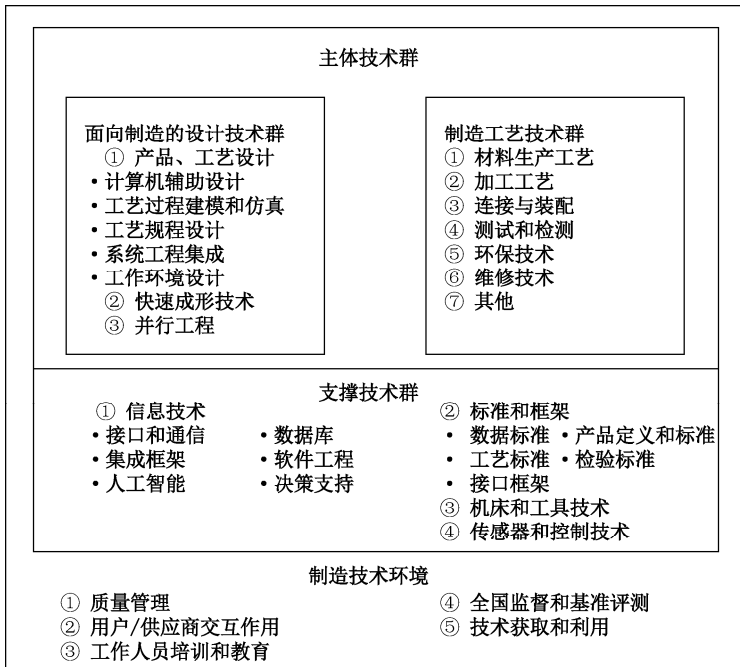 主体技术群
面向制造的设计技术群
① 产品、工艺设计
•计算机辅助设计
•工艺过程建模和仿真
•工艺规程设计
•系统工程集成
•工作环境设计
② 快速成形技术
③ 并行工程
制造工艺技术群
① 材料生产工艺
② 加工工艺
③ 连接与装配
④ 测试和检测
⑤ 环保技术
⑥ 维修技术
⑦ 其他
支撑技术群
① 信息技术
•接口和通信 •数据库
•集成框架 •软件工程
•人工智能 •决策支持
② 标准和框架
• 数据标准 •产品定义和标准
• 工艺标准 •检验标准
• 接口框架
③ 机床和工具技术
④ 传感器和控制技术
制造技术环境
① 质量管理
② 用户/供应商交互作用
③ 工作人员培训和教育
④ 全国监督和基准评测
⑤ 技术获取和利用